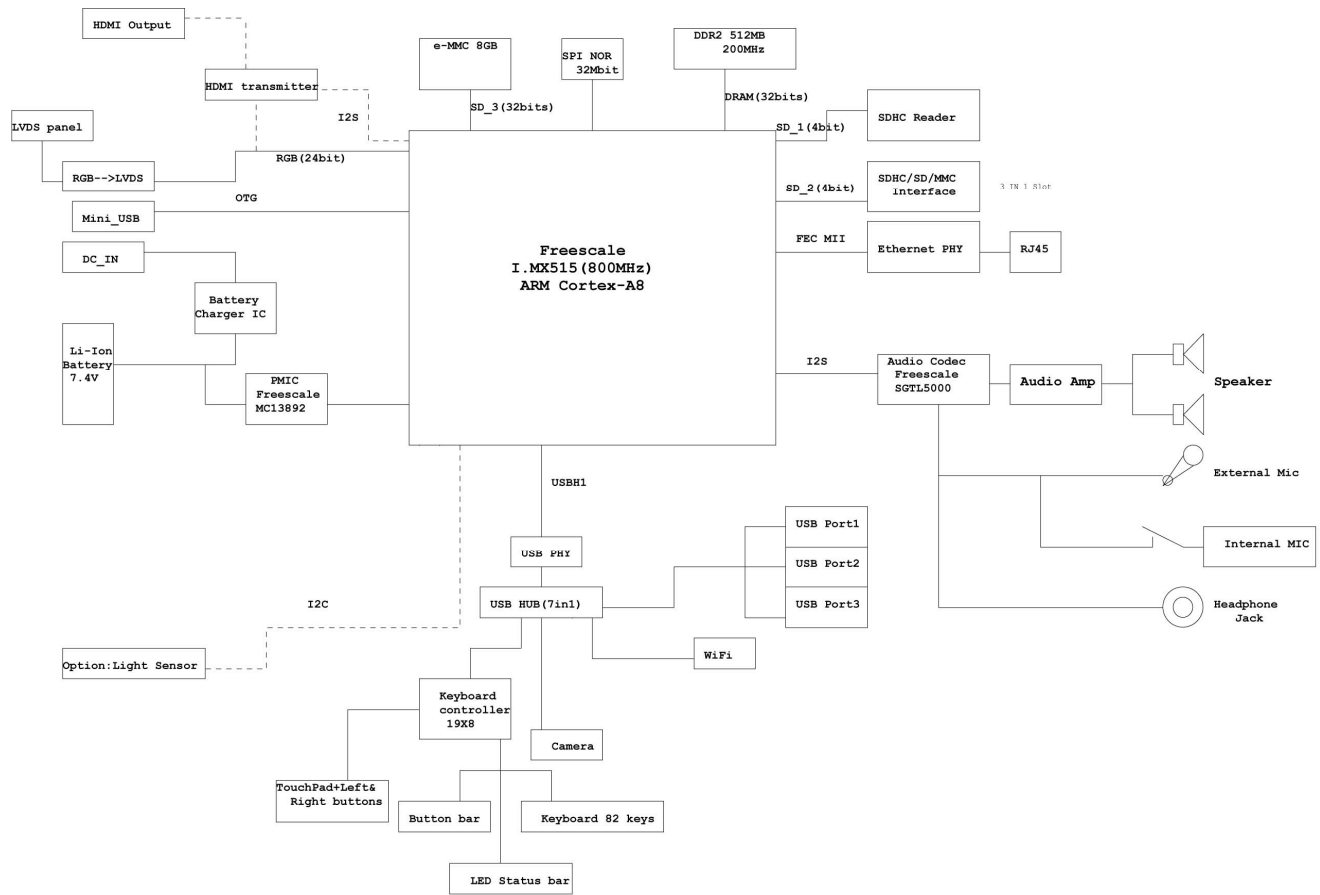 HDMI Output
e-MMC 8GB
SPI NOR
32Mbit
DDR2 512MB
200MHz
HDMI transmitter
I2S
SD_3(32bits)
DRAM(32bits)
SD_1(4bit)
SDHC Reader
LVDS panel
RGB(24bit)
RGB-->LVDS
OTG
SD_2(4bit)
SDHC/SD/MMC
Interface
3 IN 1 Slot
Mini_USB
FEC MII
Ethernet PHY
RJ45
DC_IN
Freescale
I.MX515(800MHz)
ARM Cortex-A8
Battery
Charger IC
Li-Ion
Battery
7.4V
PMIC
Freescale
MC13892
I2S
Audio Codec
Freescale
SGTL5000
Audio Amp
Speaker
External Mic
USBH1
USB Port1
USB Port2
USB Port3
Internal MIC
USB PHY
USB HUB(7in1)
I2C
Headphone
Jack
Option:Light Sensor
WiFi
Keyboard
controller
19X8
Camera
TouchPad+Left&
Right buttons
Button bar
Keyboard 82 keys
LED Status bar